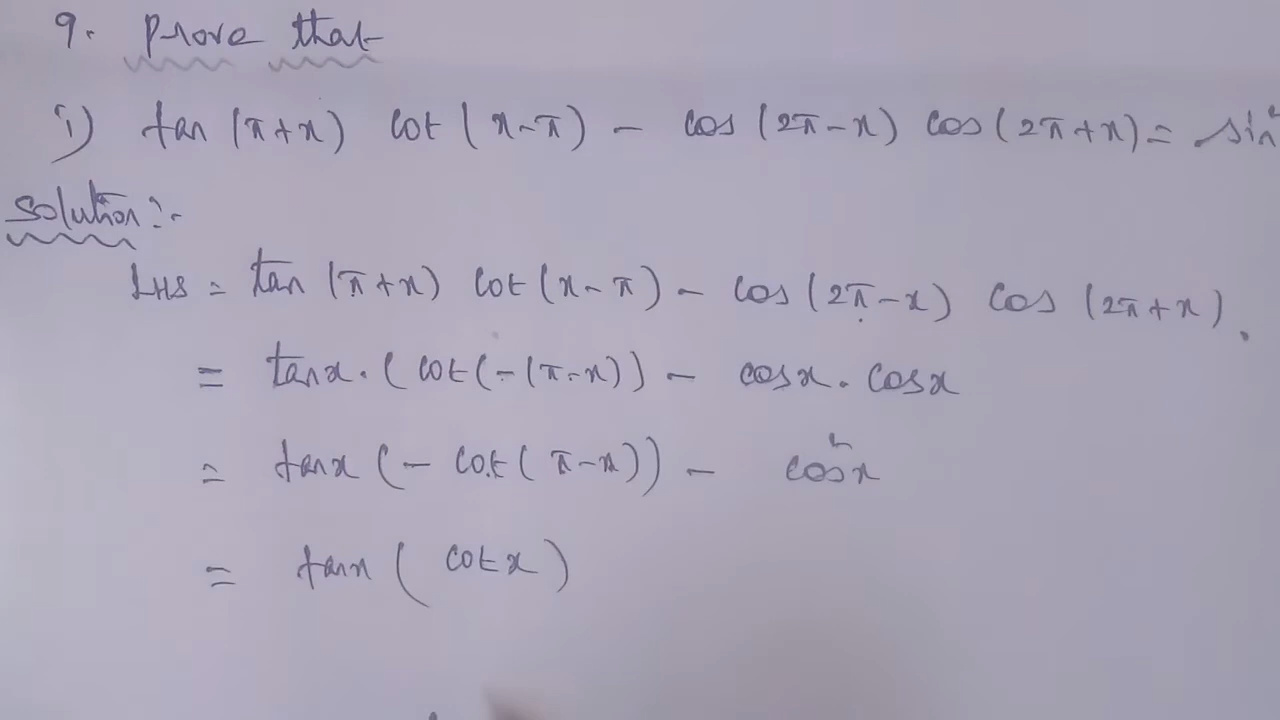 9. Prove that
i) tan (π+x) cot (x-π) - cos (2π-x) cos (2π+x) = sin²
Solution :-
LHS = tan (π+x) cot (x-π) - cos (2π-x) cos (2π+x).
= tanx. (cot (-(π-x)) - cosx. cosx
= tanx (- cot (π-x)) - cos²x
= tanx ( cotx )